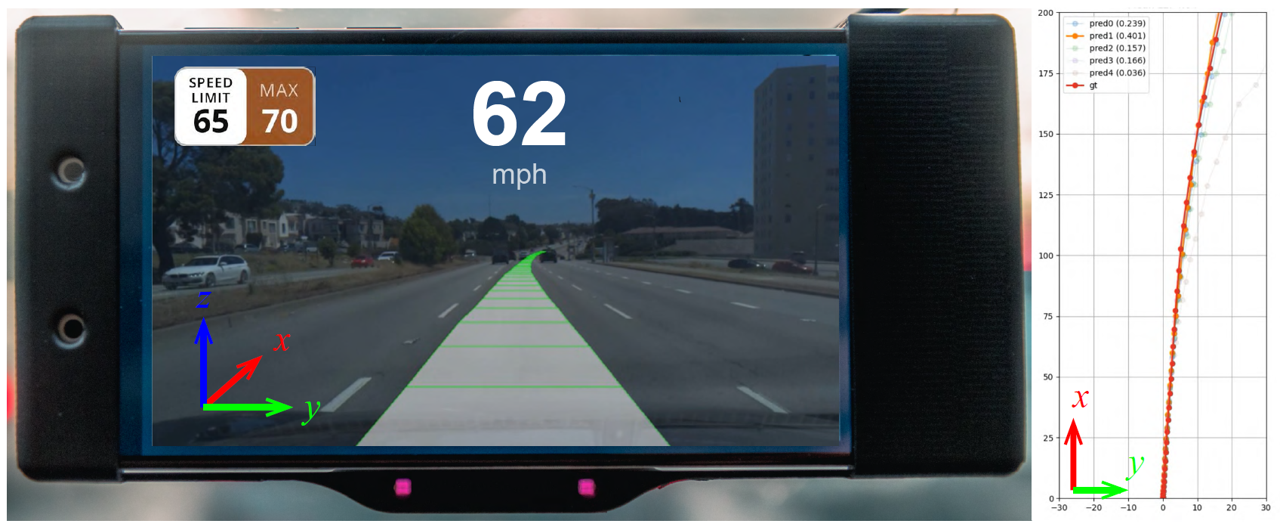 SPEED
LIMIT
65
MAX
70
62
mph
z
x
y
200
175
150
125
100
75
50
25
0
−30 −20 −10 0 10 20 30
pred0 (0.239)
pred1 (0.401)
pred2 (0.157)
pred3 (0.166)
pred4 (0.036)
gt
x
y